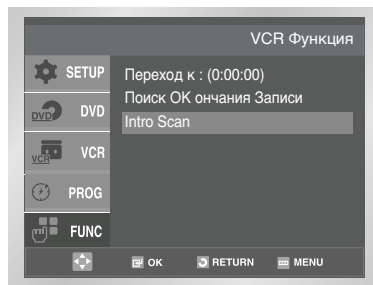 VCR Функция
SETUP
Переход к : (0:00:00)
DVD DVD
Поиск OK ончания Записи
Intro Scan
VCR VCR
PROG
FUNC
OK RETURN MENU